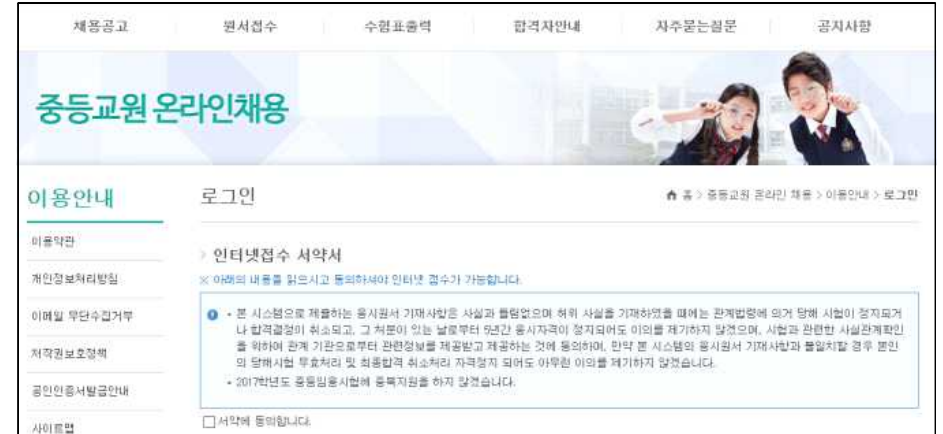 채용공고 원서접수 수험표출력 합격자안내 자주묻는질문 공지사항
중등교원 온라인채용
이용안내
이용약관
개인정보처리방침
이메일 무단수집거부
저작권보호정책
공인인증서발급안내
사이트맵
로그인
홈 > 중등교원 온라인 채용 > 이용안내 > 로그인
> 인터넷접수 서약서
※ 아래의 내용을 읽으시고 동의하셔야 인터넷 접수가 가능합니다.
• 본 시스템으로 제출하는 응시원서 기재사항은 사실과 틀림없으며 허위 사실을 기재하였을 때에는 관계법령에 의거 당해 시험이 정지되거
나 합격결정이 취소되고, 그 처분이 있는 날로부터 5년간 응시자격이 정지되어도 이의를 제기하지 않겠으며, 시험과 관련한 사실관계확인
을 위하여 관계 기관으로부터 관련정보를 제공받고 제공하는 것에 동의하며, 만약 본 시스템의 응시원서 기재사항과 불일치할 경우 본인
의 당해시험 무효처리 및 최종합격 취소처리 자격정지 되어도 아무런 이의를 제기하지 않겠습니다.
• 2017학년도 중등임용시험에 중복지원을 하지 않겠습니다.
서약에 동의합니다.